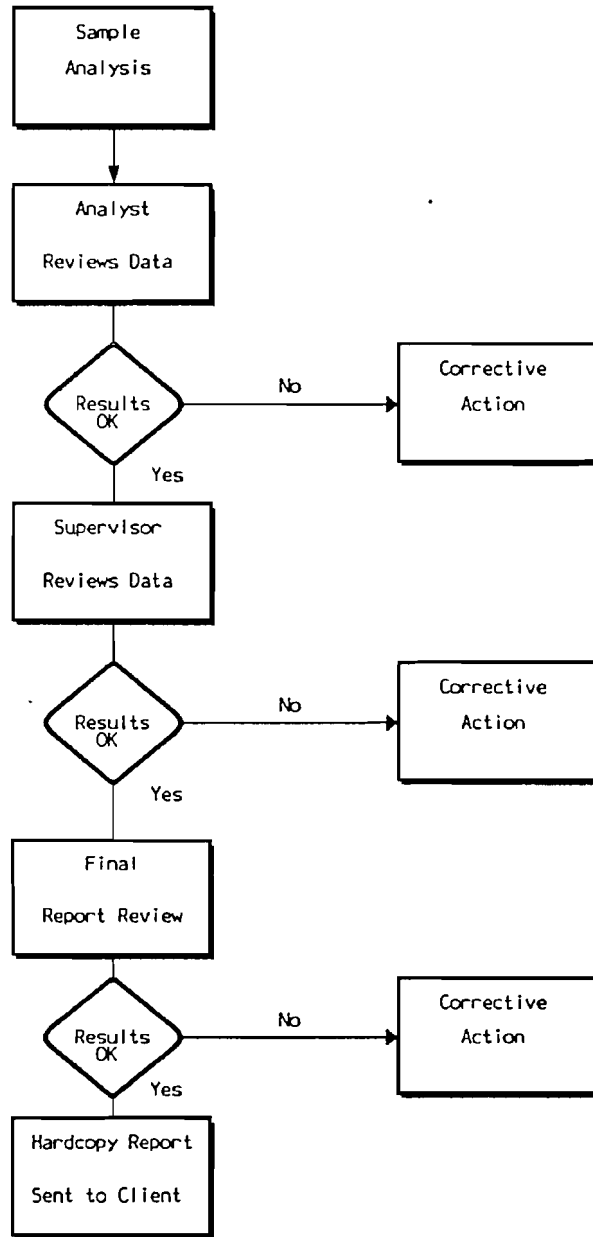 Sample
Analysis
Analyst
Reviews Data
Results
OK
No
Corrective
Action
Yes
Supervisor
Reviews Data
Results
OK
No
Corrective
Action
Yes
Final
Report Review
Results
OK
No
Corrective
Action
Yes
Hardcopy Report
Sent to Client